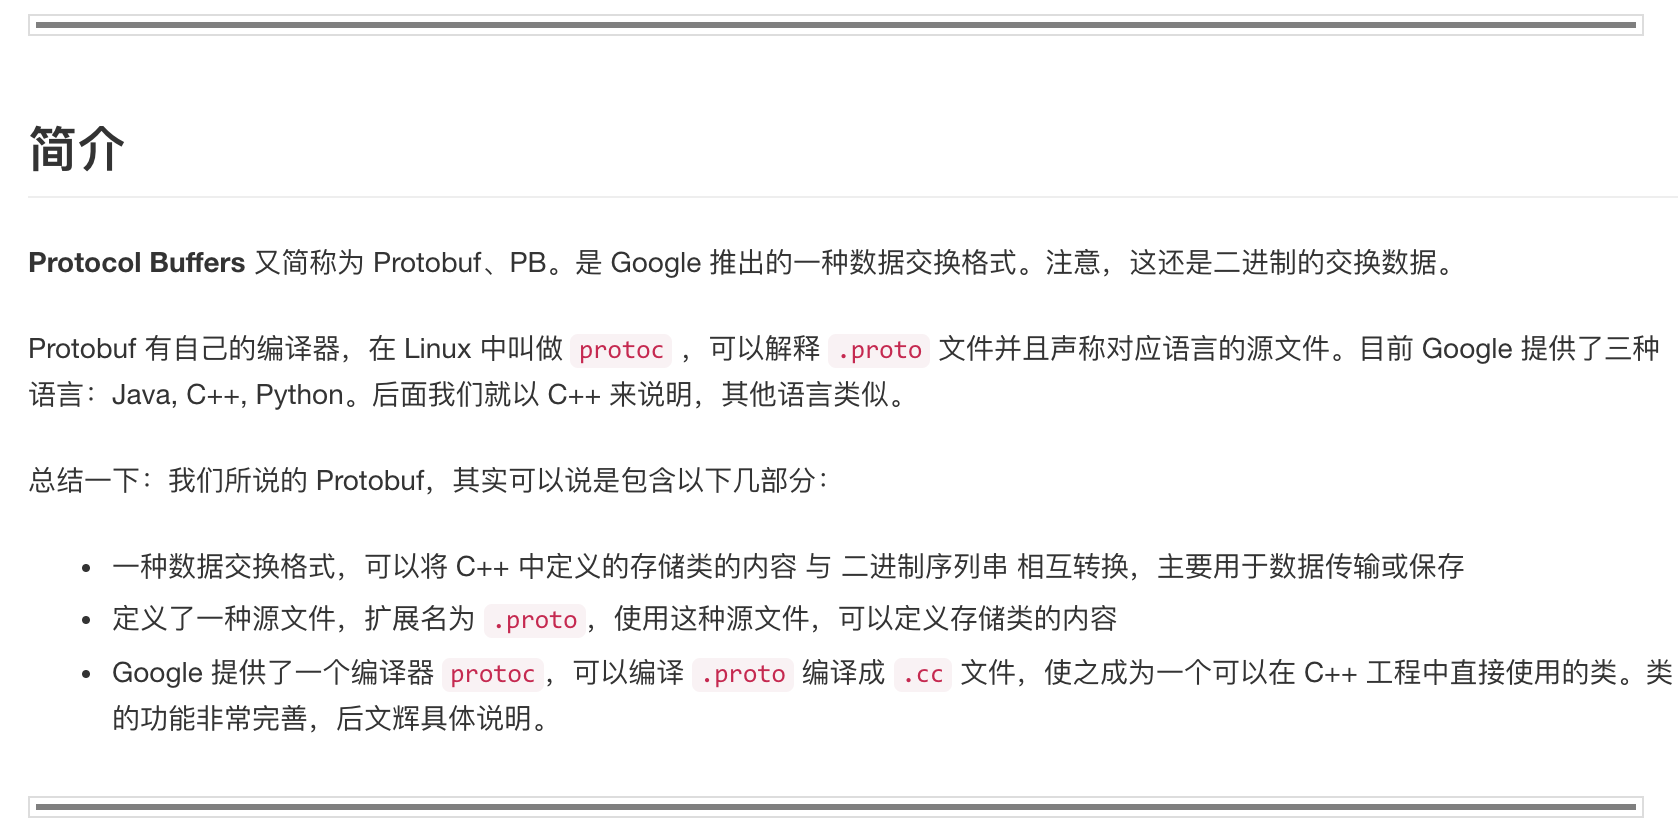 简介
Protocol Buffers 又简称为 Protobuf、PB。是 Google 推出的一种数据交换格式。注意，这还是二进制的交换数据。
Protobuf 有自己的编译器，在 Linux 中叫做 protoc ，可以解释 .proto 文件并且声称对应语言的源文件。目前 Google 提供了三种
语言：Java, C++, Python。后面我们就以 C++ 来说明，其他语言类似。
总结一下：我们所说的 Protobuf，其实可以说是包含以下几部分：
• 一种数据交换格式，可以将 C++ 中定义的存储类的内容 与 二进制序列串 相互转换，主要用于数据传输或保存
• 定义了一种源文件，扩展名为 .proto，使用这种源文件，可以定义存储类的内容
• Google 提供了一个编译器 protoc，可以编译 .proto 编译成 .cc 文件，使之成为一个可以在 C++ 工程中直接使用的类。类
的功能非常完善，后文辉具体说明。